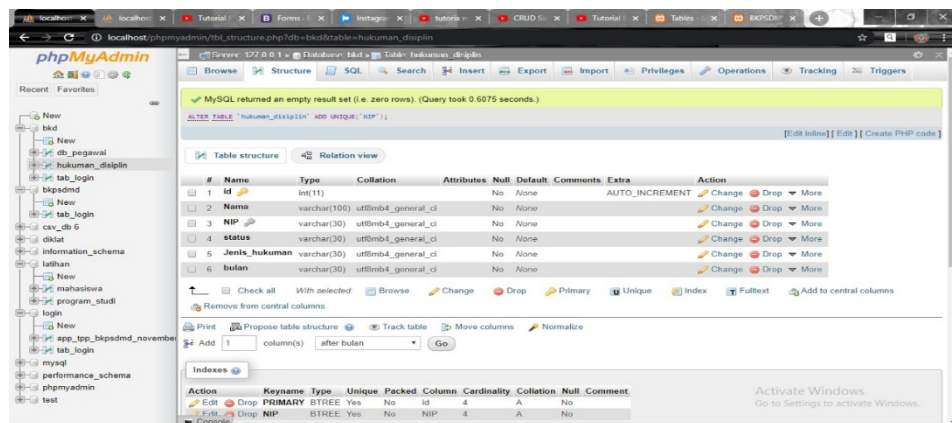 localhost
localhost
Tutorial
Forms -
Instagra
tutoria
CRUD S
Tutorial
Tables -
BKPSDM
localhost/phpmyadmin/tbl_structure.php?db=bkd&table=hukuman_disiplin
phpMyAdmin
Recent Favorites
New
bkd
New
db_pegawai
hukuman_disiplin
tab_login
bkpsdmd
New
tab_login
csv_db 6
diklat
information_schema
latihan
New
mahasiswa
program_studi
login
New
app_tpp_bkpsdmd_november
tab_login
mysql
performance_schema
phpmyadmin
test
Server: 127.0.0.1 » Database: bkd » Table: hukuman_disiplin
Browse Structure SQL Search Insert Export Import Privileges Operations Tracking Triggers
MySQL returned an empty result set (i.e. zero rows). (Query took 0.6075 seconds.)
ALTER TABLE `hukuman_disiplin` ADD UNIQUE(`NIP`);
[Edit inline] [ Edit ] [ Create PHP code ]
Table structure Relation view
# Name Type Collation Attributes Null Default Comments Extra Action
1 id int(11) No None AUTO_INCREMENT Change Drop More
2 Nama varchar(100) utf8mb4_general_ci No None Change Drop More
3 NIP varchar(30) utf8mb4_general_ci No None Change Drop More
4 status varchar(30) utf8mb4_general_ci No None Change Drop More
5 Jenis_hukuman varchar(30) utf8mb4_general_ci No None Change Drop More
6 bulan varchar(30) utf8mb4_general_ci No None Change Drop More
Check all With selected: Browse Change Drop Primary Unique Index Fulltext Add to central columns
Remove from central columns
Print Propose table structure Track table Move columns Normalize
Add 1 column(s) after bulan Go
Indexes
Action Keyname Type Unique Packed Column Cardinality Collation Null Comment
Edit Drop PRIMARY BTREE Yes No Id 4 A No
Edit Drop NIP BTREE Yes No NIP 4 A No
Console
Activate Windows
Go to Settings to activate Windows.